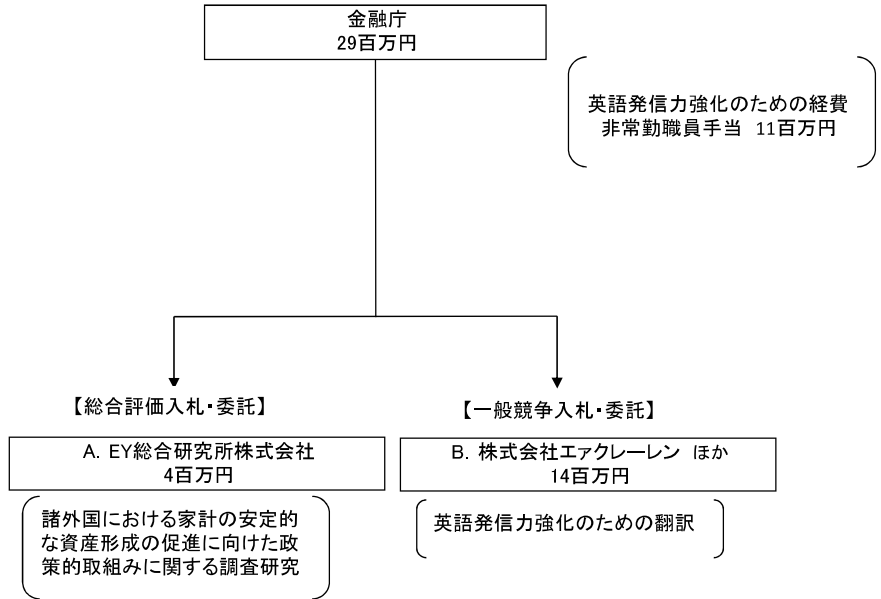 金融庁
29百万円
英語発信力強化のための経費
非常勤職員手当 11百万円
【総合評価入札・委託】
A. EY総合研究所株式会社
4百万円
諸外国における家計の安定的
な資産形成の促進に向けた政
策的取組みに関する調査研究
【一般競争入札・委託】
B. 株式会社エァクレーレン ほか
14百万円
英語発信力強化のための翻訳